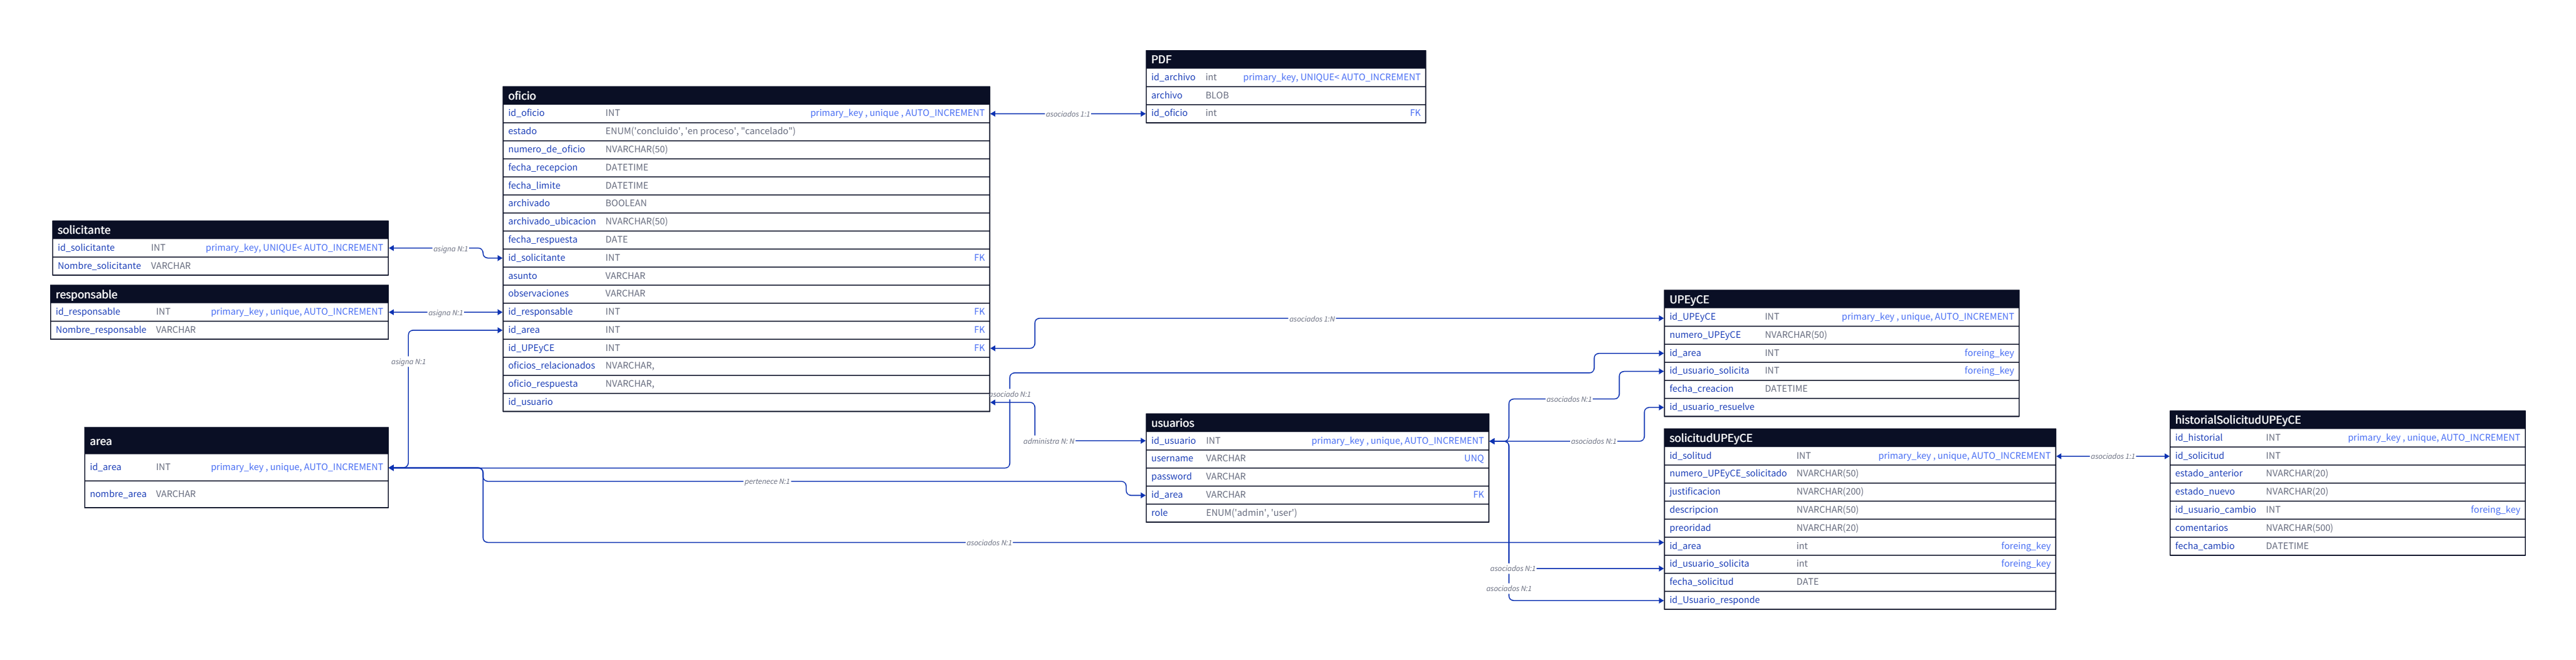 PDF
id_archivo int primary_key, UNIQUE< AUTO_INCREMENT
archivo BLOB
id_oficio int FK
oficio
id_oficio INT primary_key , unique , AUTO_INCREMENT
estado ENUM('concluido', 'en proceso', "cancelado")
numero_de_oficio NVARCHAR(50)
fecha_recepcion DATETIME
fecha_limite DATETIME
archivado BOOLEAN
archivado_ubicacion NVARCHAR(50)
fecha_respuesta DATE
id_solicitante INT FK
asunto VARCHAR
observaciones VARCHAR
id_responsable INT FK
id_area INT FK
id_UPEyCE INT FK
oficios_relacionados NVARCHAR,
oficio_respuesta NVARCHAR,
id_usuario
asociados 1:1
solicitante
id_solicitante INT primary_key, UNIQUE< AUTO_INCREMENT
Nombre_solicitante VARCHAR
asigna N:1
responsable
id_responsable INT primary_key , unique, AUTO_INCREMENT
Nombre_responsable VARCHAR
asigna N:1
asigna N:1
area
id_area INT primary_key , unique, AUTO_INCREMENT
nombre_area VARCHAR
asociados 1:N
asociado N:1
administra N: N
pertenece N:1
asociados N:1
usuarios
id_usuario INT primary_key , unique, AUTO_INCREMENT
username VARCHAR UNQ
password VARCHAR
id_area VARCHAR FK
role ENUM('admin', 'user')
asociados N:1
asociados N:1
asociados N:1
asociados N:1
UPEyCE
id_UPEyCE INT primary_key , unique, AUTO_INCREMENT
numero_UPEyCE NVARCHAR(50)
id_area INT foreing_key
id_usuario_solicita INT foreing_key
fecha_creacion DATETIME
id_usuario_resuelve
solicitudUPEyCE
id_solitud INT primary_key , unique, AUTO_INCREMENT
numero_UPEyCE_solicitado NVARCHAR(50)
justificacion NVARCHAR(200)
descripcion NVARCHAR(50)
preoridad NVARCHAR(20)
id_area int foreing_key
id_usuario_solicita int foreing_key
fecha_solicitud DATE
id_Usuario_responde
asociados 1:1
historialSolicitudUPEyCE
id_historial INT primary_key , unique, AUTO_INCREMENT
id_solicitud INT
estado_anterior NVARCHAR(20)
estado_nuevo NVARCHAR(20)
id_usuario_cambio INT foreing_key
comentarios NVARCHAR(500)
fecha_cambio DATETIME